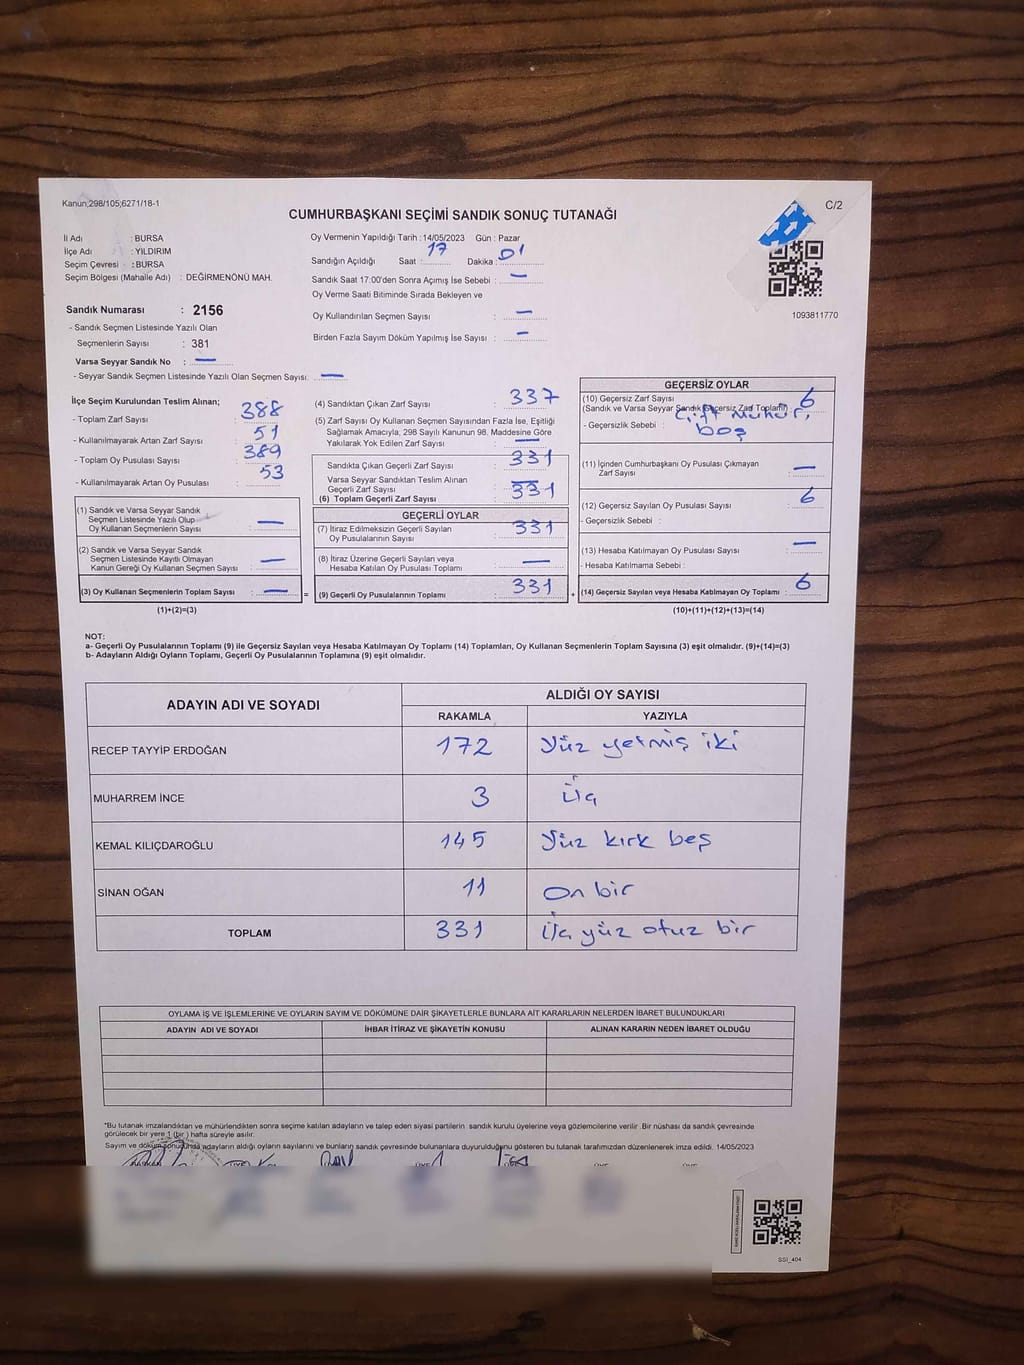 Kanun;298/105;6271/18-1
C/2
CUMHURBAŞKANI SEÇİMİ SANDIK SONUÇ TUTANAĞI
İl Adı : BURSA
İlçe Adı : YILDIRIM
Seçim Çevresi : BURSA
Seçim Bölgesi (Mahalle Adı) : DEĞİRMENÖNÜ MAH.
Oy Vermenin Yapıldığı Tarih : 14/05/2023 Gün : Pazar
Sandığın Açıldığı Saat : 17 Dakika : 01
Sandık Saat 17:00'den Sonra Açımış İse Sebebi : —
Oy Verme Saati Bitiminde Sırada Bekleyen ve
Oy Kullandırılan Seçmen Sayısı : —
Birden Fazla Sayım Döküm Yapılmış İse Sayısı : —
1093811770
Sandık Numarası : 2156
- Sandık Seçmen Listesinde Yazılı Olan
Seçmenlerin Sayısı : 381
Varsa Seyyar Sandık No : —
- Seyyar Sandık Seçmen Listesinde Yazılı Olan Seçmen Sayısı: —
İlçe Seçim Kurulundan Teslim Alınan;
- Toplam Zarf Sayısı : 388
- Kullanılmayarak Artan Zarf Sayısı : 51
- Toplam Oy Pusulası Sayısı : 389
- Kullanılmayarak Artan Oy Pusulası : 53
(1) Sandık ve Varsa Seyyar Sandık
Seçmen Listesinde Yazılı Olup
Oy Kullanan Seçmenlerin Sayısı : —
(2) Sandık ve Varsa Seyyar Sandık
Seçmen Listesinde Kayıtlı Olmayan
Kanun Gereği Oy Kullanan Seçmen Sayısı : —
(3) Oy Kullanan Seçmenlerin Toplam Sayısı : —
(1)+(2)=(3)
(4) Sandıktan Çıkan Zarf Sayısı : 337
(5) Zarf Sayısı Oy Kullanan Seçmen Sayısından Fazla İse, Eşitliği
Sağlamak Amacıyla, 298 Sayılı Kanunun 98. Maddesine Göre
Yakılarak Yok Edilen Zarf Sayısı : —
Sandıkta Çıkan Geçerli Zarf Sayısı : 331
Varsa Seyyar Sandıktan Teslim Alınan
Geçerli Zarf Sayısı : —
(6) Toplam Geçerli Zarf Sayısı : 331
GEÇERLİ OYLAR
(7) İtiraz Edilmeksizin Geçerli Sayılan
Oy Pusulalarının Sayısı : 331
(8) İtiraz Üzerine Geçerli Sayılan veya
Hesaba Katılan Oy Pusulası Toplamı : —
= (9) Geçerli Oy Pusulalarının Toplamı : 331
GEÇERSİZ OYLAR
(10) Geçersiz Zarf Sayısı : 6
(Sandık ve Varsa Seyyar Sandık Geçersiz Zarf Toplamı)
- Geçersizlik Sebebi : Çift Mühür,
boş
(11) İçinden Cumhurbaşkanı Oy Pusulası Çıkmayan
Zarf Sayısı : —
(12) Geçersiz Sayılan Oy Pusulası Sayısı : 6
- Geçersizlik Sebebi :
(13) Hesaba Katılmayan Oy Pusulası Sayısı : —
- Hesaba Katılmama Sebebi :
+ (14) Geçersiz Sayılan veya Hesaba Katılmayan Oy Toplamı : 6
(10)+(11)+(12)+(13)=(14)
NOT:
a- Geçerli Oy Pusulalarının Toplamı (9) ile Geçersiz Sayılan veya Hesaba Katılmayan Oy Toplamı (14) Toplamları, Oy Kullanan Seçmenlerin Toplam Sayısına (3) eşit olmalıdır. (9)+(14)=(3)
b- Adayların Aldığı Oyların Toplamı, Geçerli Oy Pusulalarının Toplamına (9) eşit olmalıdır.
ADAYIN ADI VE SOYADI ALDIĞI OY SAYISI
RAKAMLA YAZIYLA
RECEP TAYYİP ERDOĞAN 172 Yüz yetmiş iki
MUHARREM İNCE 3 Üç
KEMAL KILIÇDAROĞLU 145 Yüz kırk beş
SİNAN OĞAN 11 On bir
TOPLAM 331 Üç yüz otuz bir
OYLAMA İŞ VE İŞLEMLERİNE VE OYLARIN SAYIM VE DÖKÜMÜNE DAİR ŞİKAYETLERLE BUNLARA AİT KARARLARIN NELERDEN İBARET BULUNDUKLARI
ADAYIN ADI VE SOYADI İHBAR İTİRAZ VE ŞİKAYETİN KONUSU ALINAN KARARIN NEDEN İBARET OLDUĞU
*Bu tutanak imzalandıktan ve mühürlendikten sonra seçime katılan adayların ve talep eden siyasi partilerin sandık kurulu üyelerine veya gözlemcilerine verilir. Bir nüshası da sandık çevresinde
görülecek bir yere 1 (bir) hafta süreyle asılır.
Sayım ve döküm sonucunda adayların aldığı oyların sayılarını ve bunların sandık çevresinde bulunanlara duyurulduğunu gösteren bu tutanak tarafımızdan düzenlenerek imza edildi. 14/05/2023
BAŞKAN
SSI_404